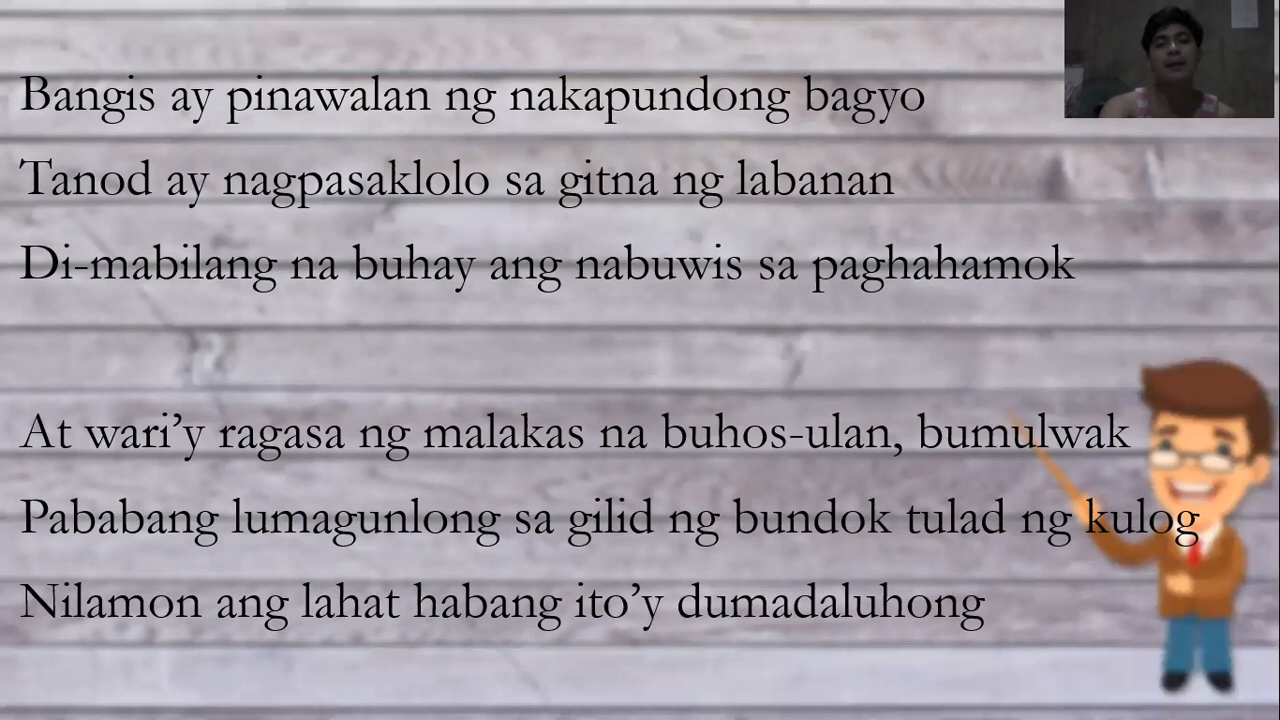 Bangis ay pinawalan ng nakapundong bagyo
Tanod ay nagpasaklolo sa gitna ng labanan
Di-mabilang na buhay ang nabuwis sa paghahamok
At wari’y ragasa ng malakas na buhos-ulan, bumulwak
Pababang lumagunlong sa gilid ng bundok tulad ng kulog
Nilamon ang lahat habang ito’y dumadaluhong